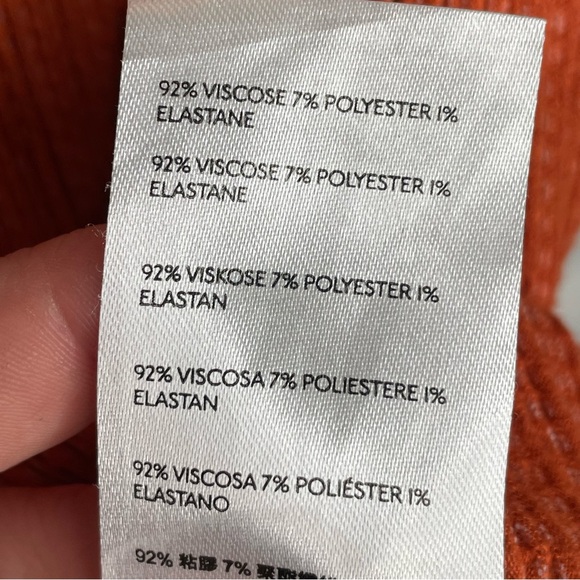 92% VISCOSE 7% POLYESTER 1%
ELASTANE
92% VISCOSE 7% POLYESTER 1%
ELASTANE
92% VISKOSE 7% POLYESTER 1%
ELASTAN
92% VISCOSA 7% POLIESTERE 1%
ELASTAN
92% VISCOSA 7% POLIÉSTER 1%
ELASTANO
92% 粘膠 7%